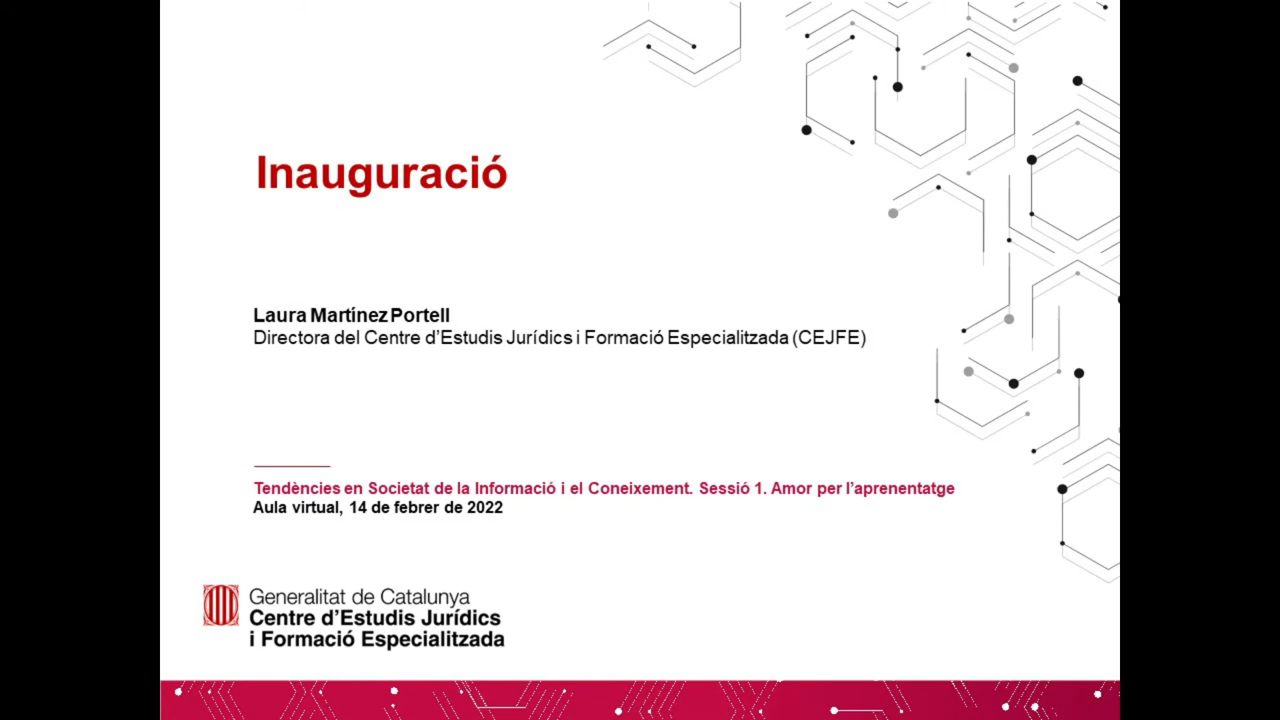 Inauguració
Laura Martínez Portell
Directora del Centre d'Estudis Jurídics i Formació Especialitzada (CEJFE)
Tendències en Societat de la Informació i el Coneixement. Sessió 1. Amor per l'aprenentatge
Aula virtual, 14 de febrer de 2022
Generalitat de Catalunya
Centre d'Estudis Jurídics
i Formació Especialitzada